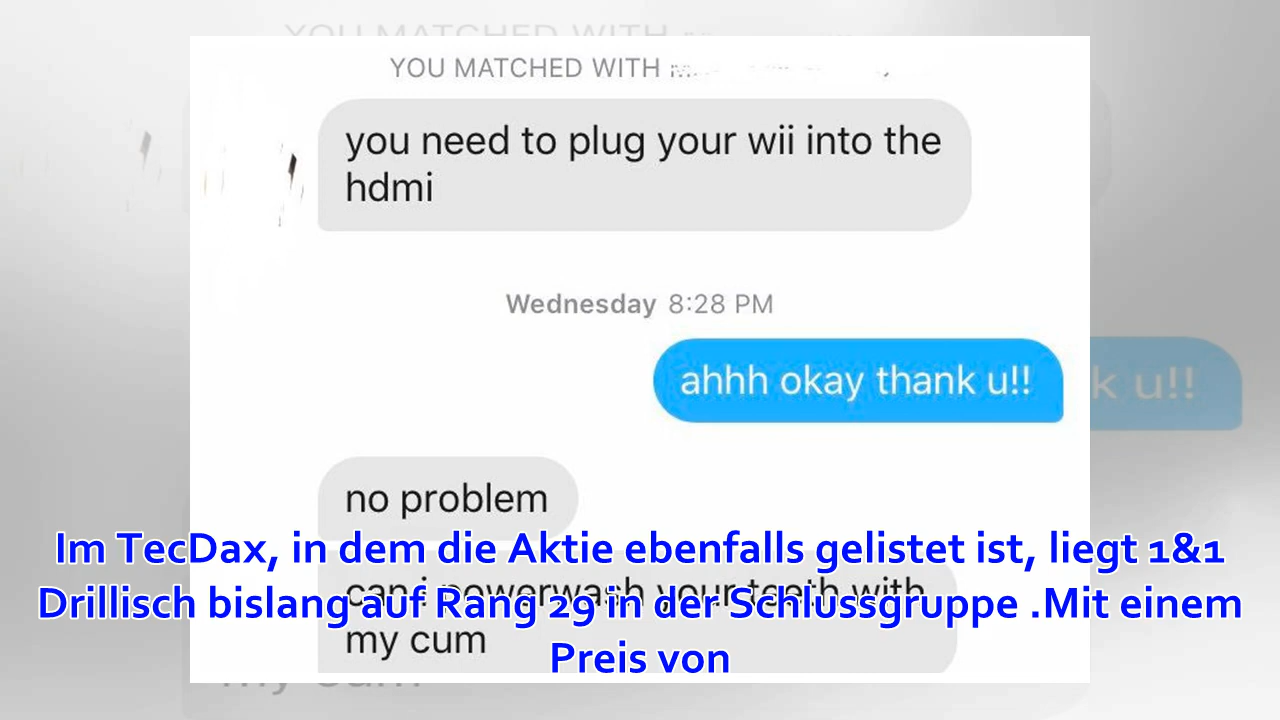 YOU MATCHED WITH
you need to plug your wii into the
hdmi
Wednesday 8:28 PM
ahhh okay thank u!!
k u!!
no problem
Im TecDax, in dem die Aktie ebenfalls gelistet ist, liegt 1&1
can i powerwash your teeth with
Drillisch bislang auf Rang 29 in der Schlussgruppe .Mit einem
my cum
Preis von